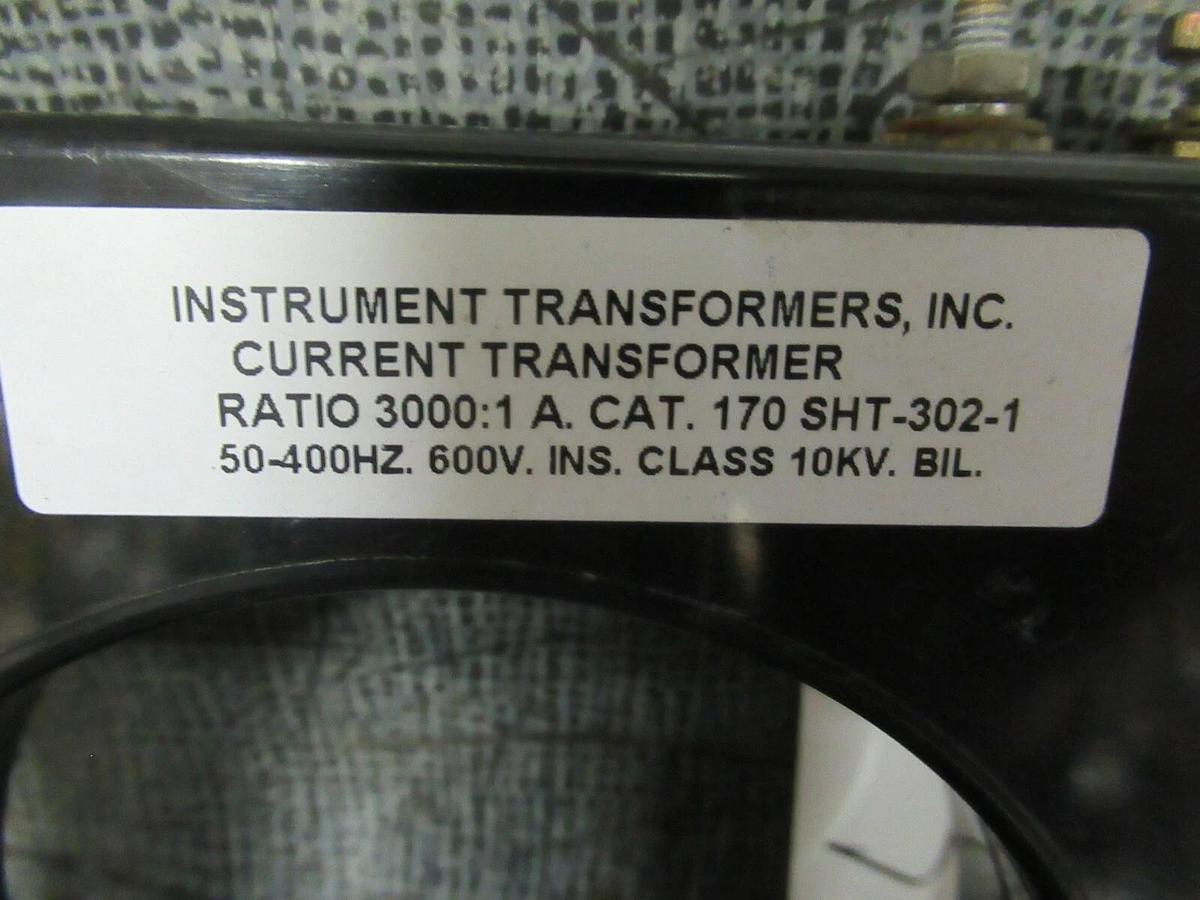 INSTRUMENT TRANSFORMERS, INC.
CURRENT TRANSFORMER
RATIO 3000:1 A. CAT. 170 SHT-302-1
50-400HZ. 600V. INS. CLASS 10KV. BIL.